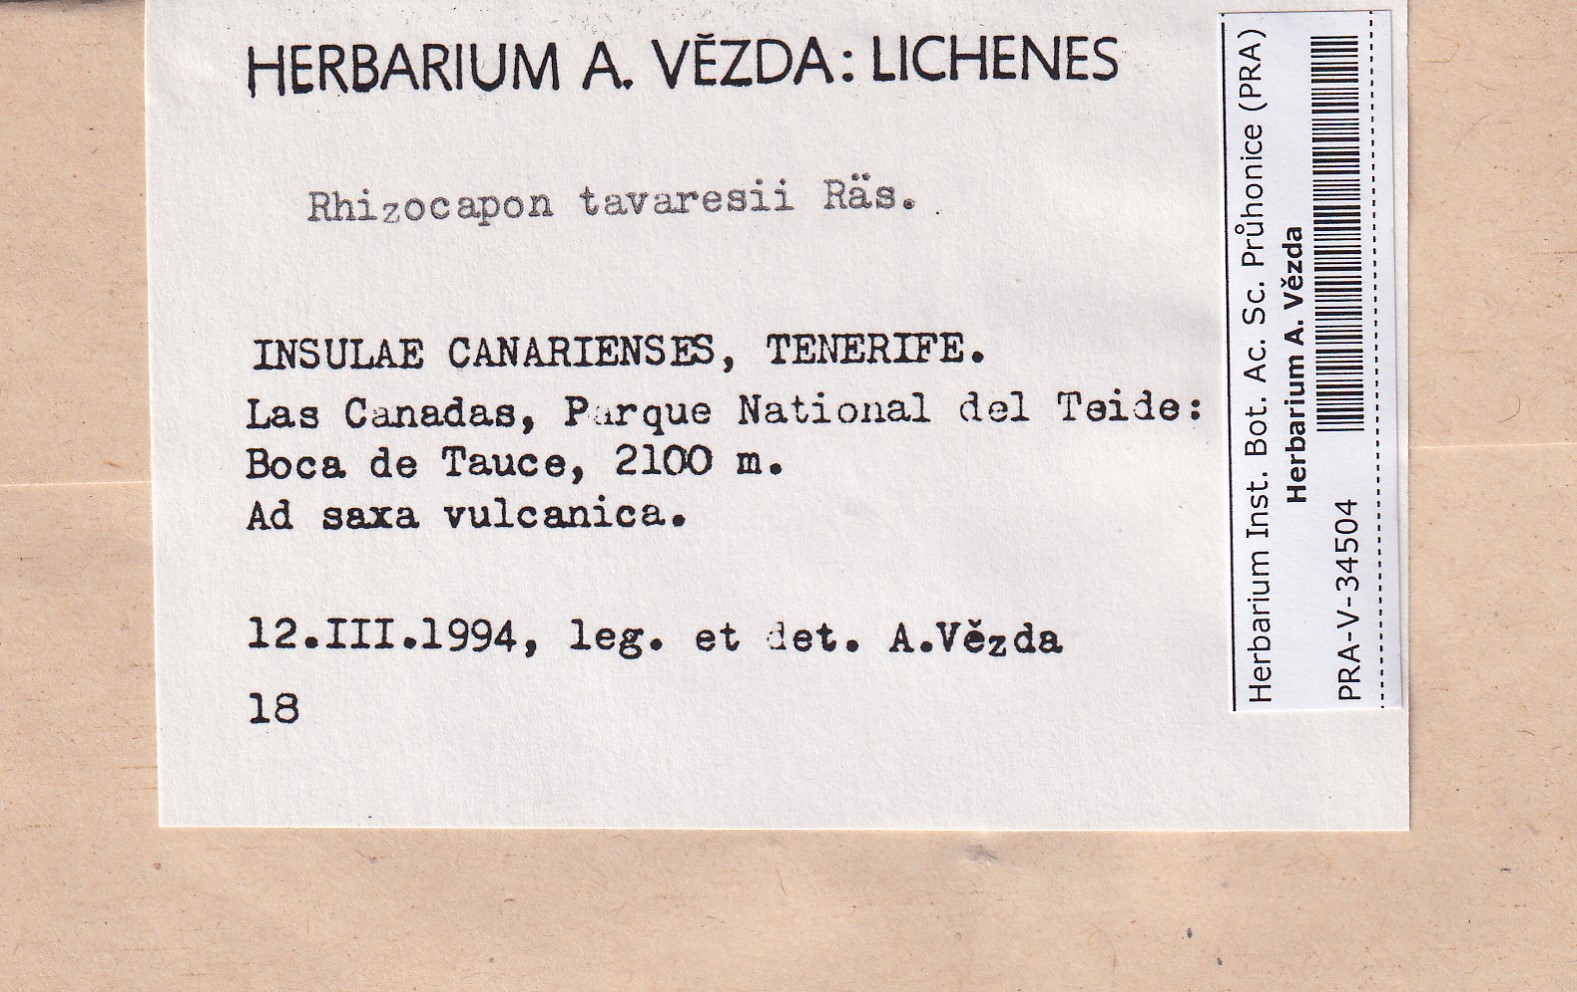 HERBARIUM A. VĚZDA: LICHENES
Rhizocapon tavaresii Räs.
INSULAE CANARIENSES, TENERIFE.
Las Canadas, Parque National del Teide:
Boca de Tauce, 2100 m.
Ad saxa vulcanica.
12.III.1994, leg. et det. A.Vězda
18
Herbarium Inst. Bot. Ac. Sc. Průhonice (PRA)
Herbarium A. Vězda
PRA-V-34504